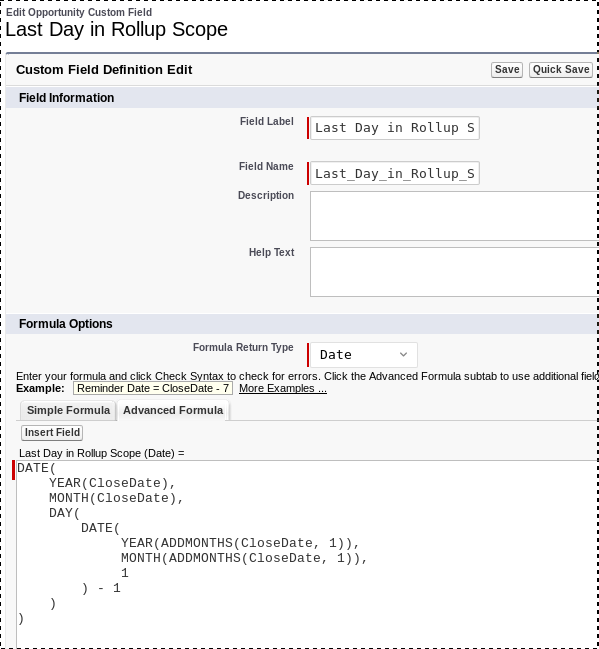 Edit Opportunity Custom Field
Last Day in Rollup Scope
Custom Field Definition Edit
Save
Quick Save
Field Information
Field Label
Last Day in Rollup S
Field Name
Last_Day_in_Rollup_S
Description
Help Text
Formula Options
Formula Return Type
Date
Enter your formula and click Check Syntax to check for errors. Click the Advanced Formula subtab to use additional field
Example: Reminder Date = CloseDate - 7 More Examples ...
Simple Formula
Advanced Formula
Insert Field
Last Day in Rollup Scope (Date) =
DATE(
YEAR(CloseDate),
MONTH(CloseDate),
DAY(
DATE(
YEAR(ADDMONTHS(CloseDate, 1)),
MONTH(ADDMONTHS(CloseDate, 1)),
1
) - 1
)
)